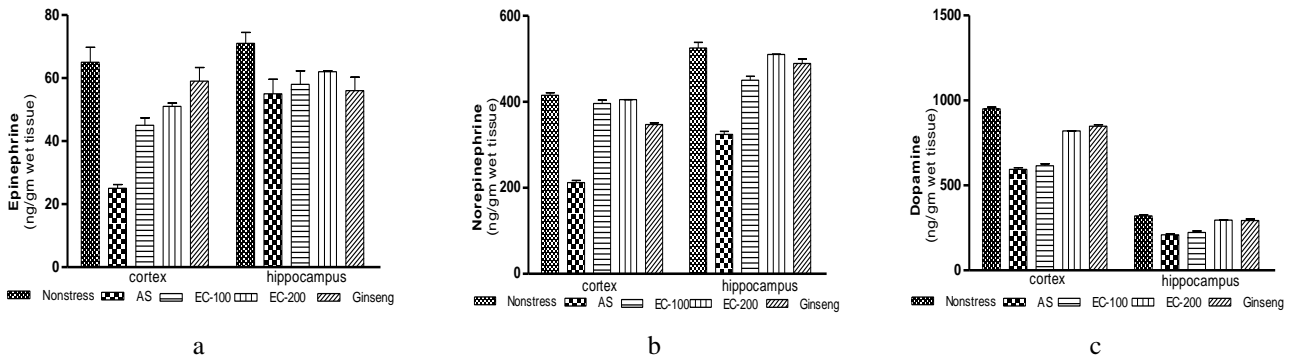 80
60
40
20
0
Epinephrine
(ng/gm wet tissue)
cortex hippocampus
Nonstress AS EC-100 EC-200 Ginseng
a
600
400
200
0
Norepinephrine
(ng/gm wet tissue)
cortex hippocampus
Nonstress AS EC-100 EC-200 Ginseng
b
1500
1000
500
0
Dopamine
(ng/gm wet tissue)
cortex hippocampus
Nonstress AS EC-100 EC-200 Ginseng
c